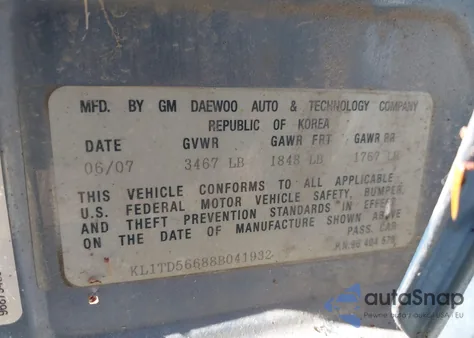 MFD. BY GM DAEWOO AUTO & TECHNOLOGY COMPANY
REPUBLIC OF KOREA
DATE GVWR GAWR FRT GAWR RR
06/07 3467 LB 1848 LB 1767 LB
THIS VEHICLE CONFORMS TO ALL APPLICABLE
U.S. FEDERAL MOTOR VEHICLE SAFETY, BUMPER,
AND THEFT PREVENTION STANDARDS IN EFFECT
ON THE DATE OF MANUFACTURE SHOWN ABOVE
PASS. CAR
KL1TD56688B041932
autoSnap